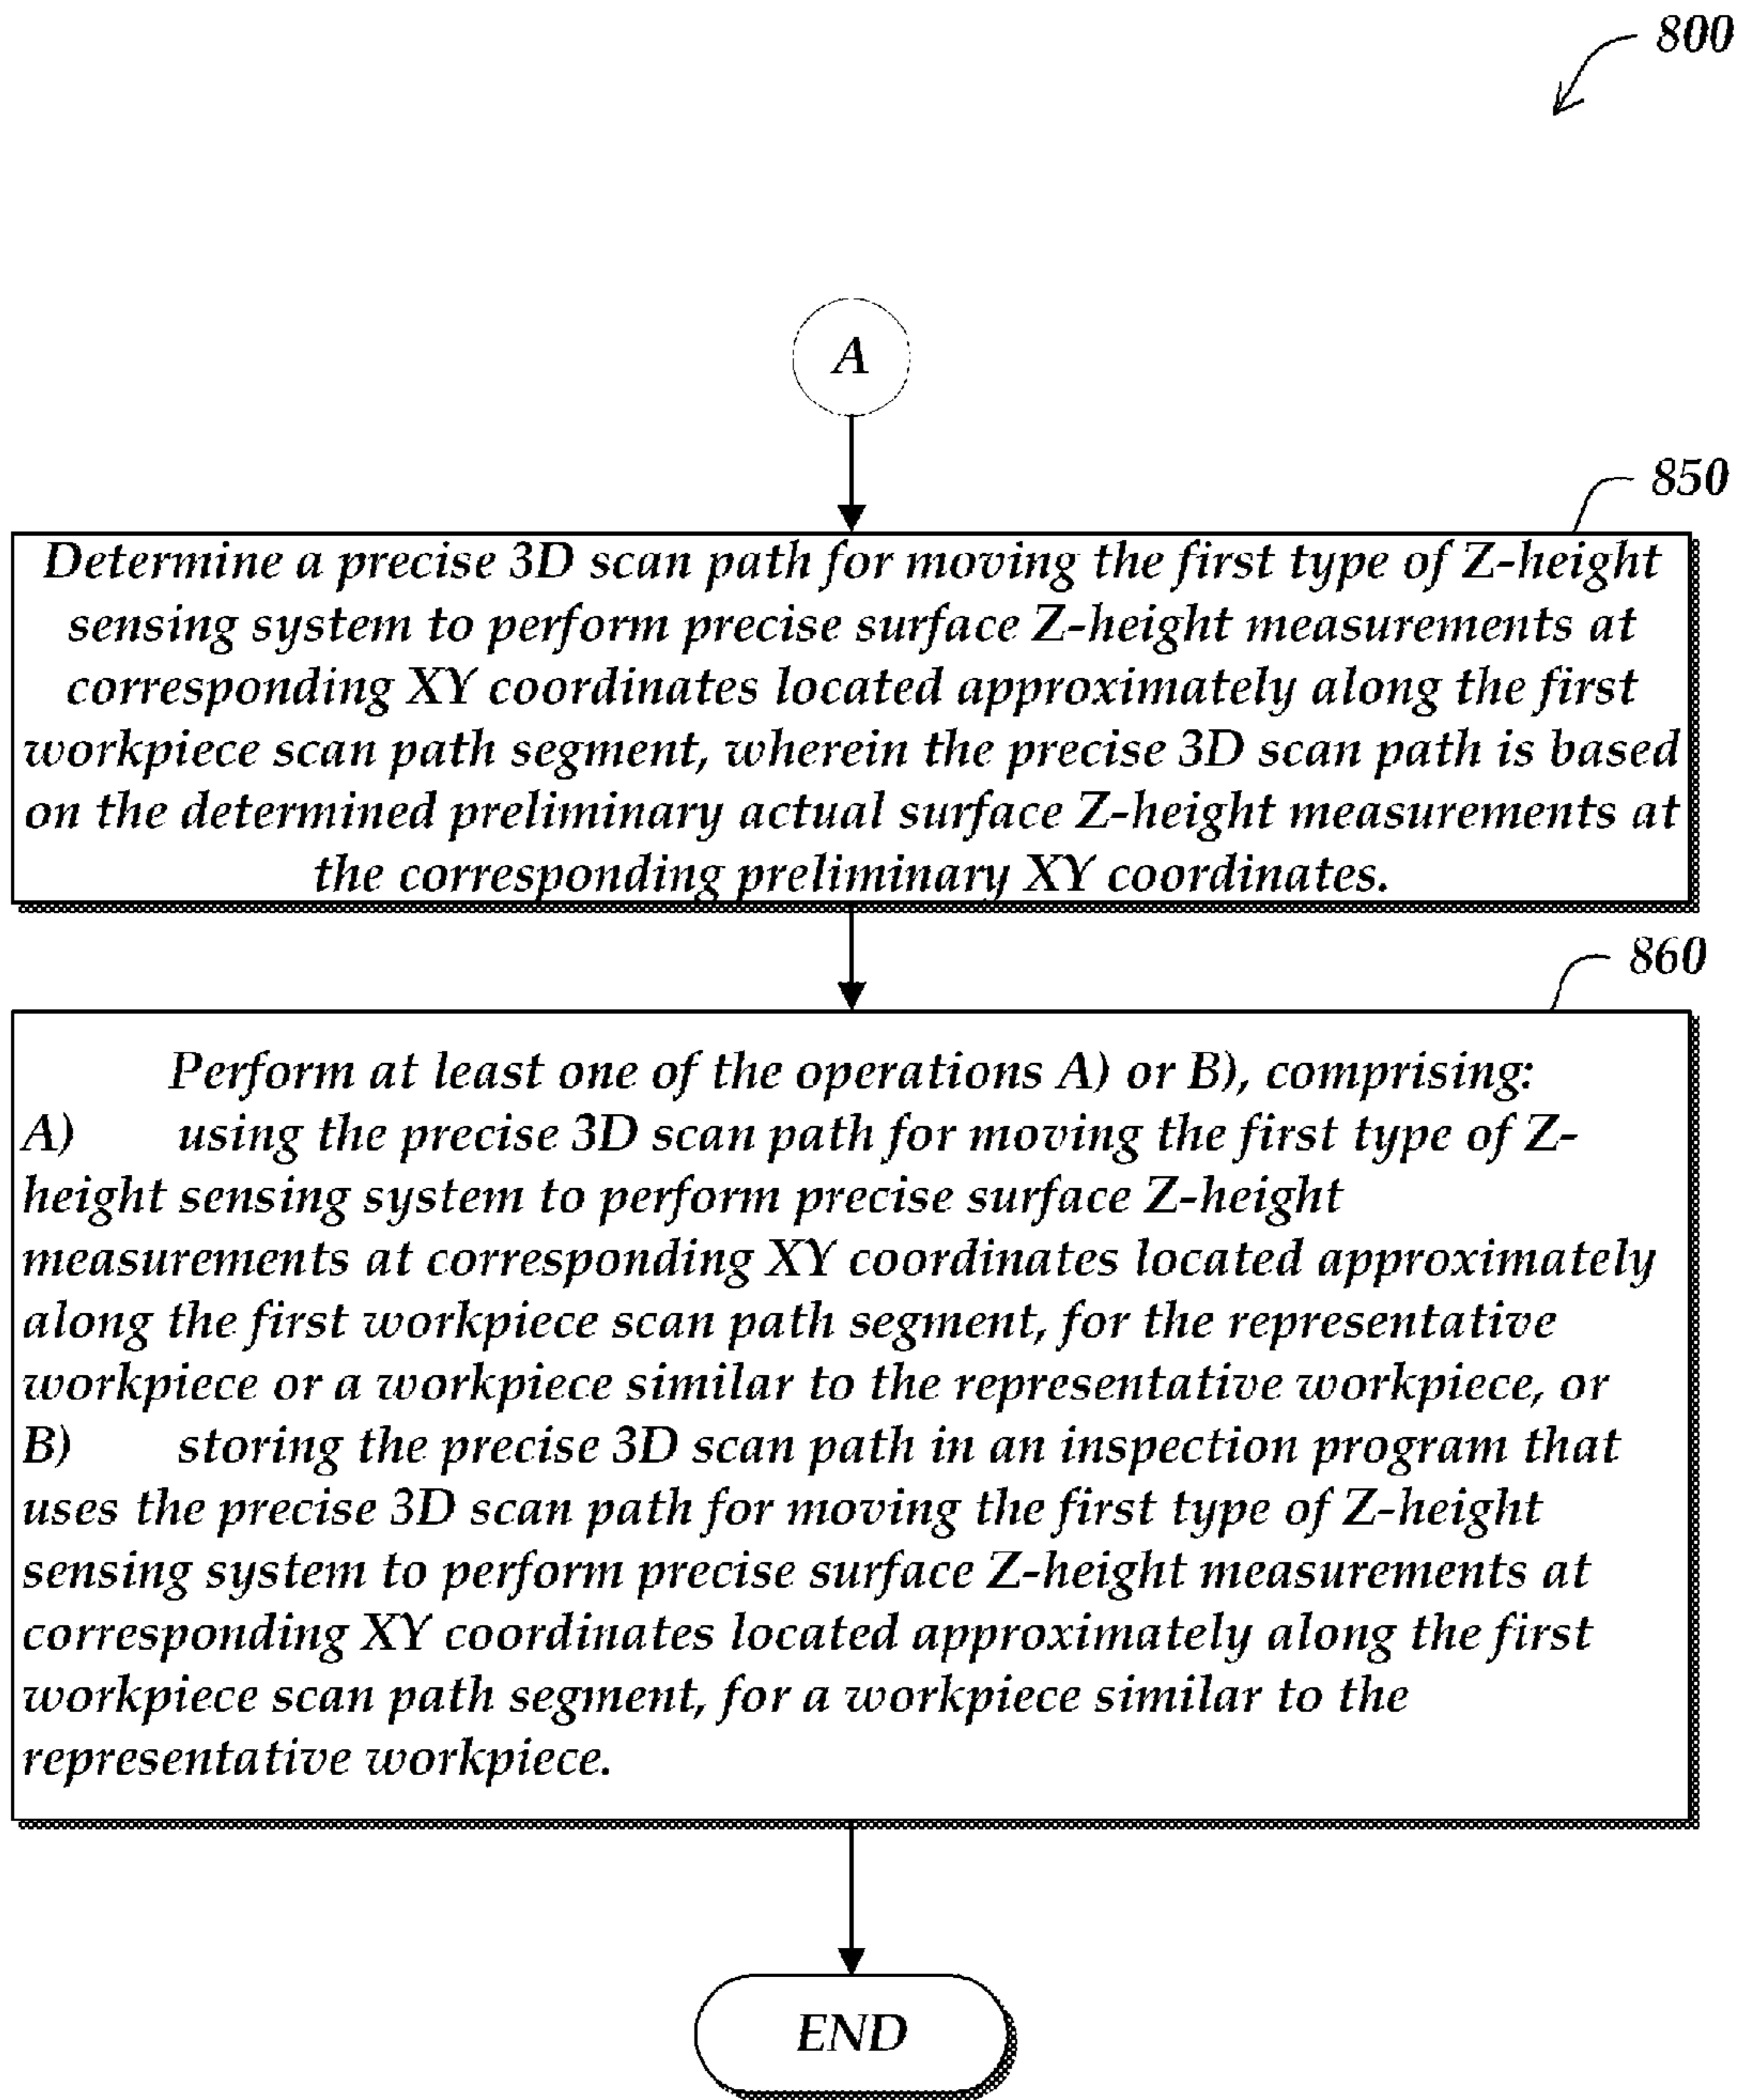 800
A
850
Determine a precise 3D scan path for moving the first type of Z-height
sensing system to perform precise surface Z-height measurements at
corresponding XY coordinates located approximately along the first
workpiece scan path segment, wherein the precise 3D scan path is based
on the determined preliminary actual surface Z-height measurements at
the corresponding preliminary XY coordinates.
860
Perform at least one of the operations A) or B), comprising:
A) using the precise 3D scan path for moving the first type of Z-
height sensing system to perform precise surface Z-height
measurements at corresponding XY coordinates located approximately
along the first workpiece scan path segment, for the representative
workpiece or a workpiece similar to the representative workpiece, or
B) storing the precise 3D scan path in an inspection program that
uses the precise 3D scan path for moving the first type of Z-height
sensing system to perform precise surface Z-height measurements at
corresponding XY coordinates located approximately along the first
workpiece scan path segment, for a workpiece similar to the
representative workpiece.
END